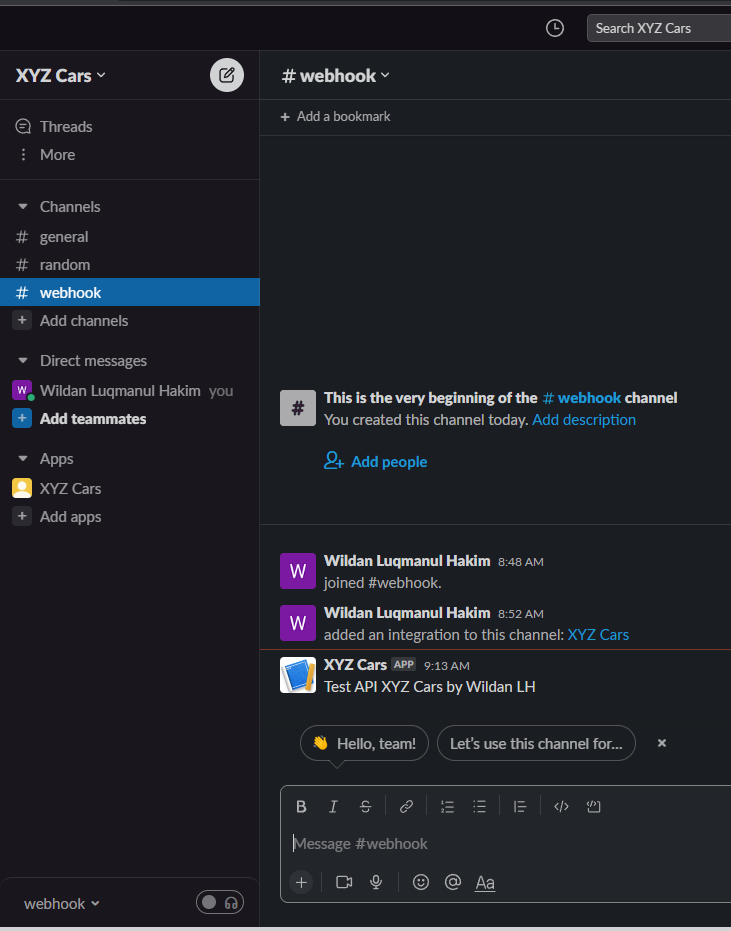 Search XYZ Cars
XYZ Cars
# webhook
+ Add a bookmark
Threads
More
Channels
# general
# random
# webhook
+ Add channels
Direct messages
W Wildan Luqmanul Hakim you
+ Add teammates
Apps
XYZ Cars
+ Add apps
#
This is the very beginning of the # webhook channel
You created this channel today. Add description
Add people
W
Wildan Luqmanul Hakim 8:48 AM
joined #webhook.
W
Wildan Luqmanul Hakim 8:52 AM
added an integration to this channel: XYZ Cars
XYZ Cars APP 9:13 AM
Test API XYZ Cars by Wildan LH
👋 Hello, team!
Let's use this channel for...
B I S
Message #webhook
+ @ Aa
webhook